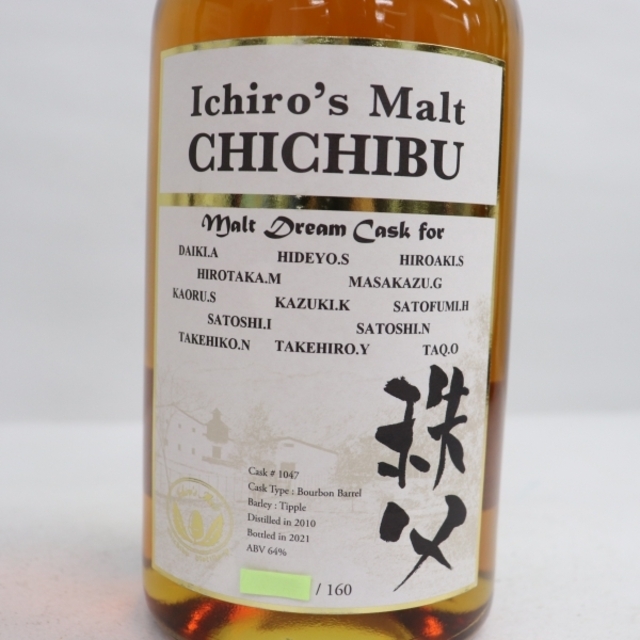 Ichiro's Malt
CHICHIBU
Malt Dream Cask for
DAIKI.A HIDEYO.S HIROAKI.S
HIROTAKA.M MASAKAZU.G
KAORU.S KAZUKI.K SATOFUMI.H
SATOSHI.I SATOSHI.N
TAKEHIKO.N TAKEHIRO.Y TAQ.O
秩父
Cask # 1047
Cask Type : Bourbon Barrel
Barley : Tipple
Distilled in 2010
Bottled in 2021
ABV 64%
/ 160